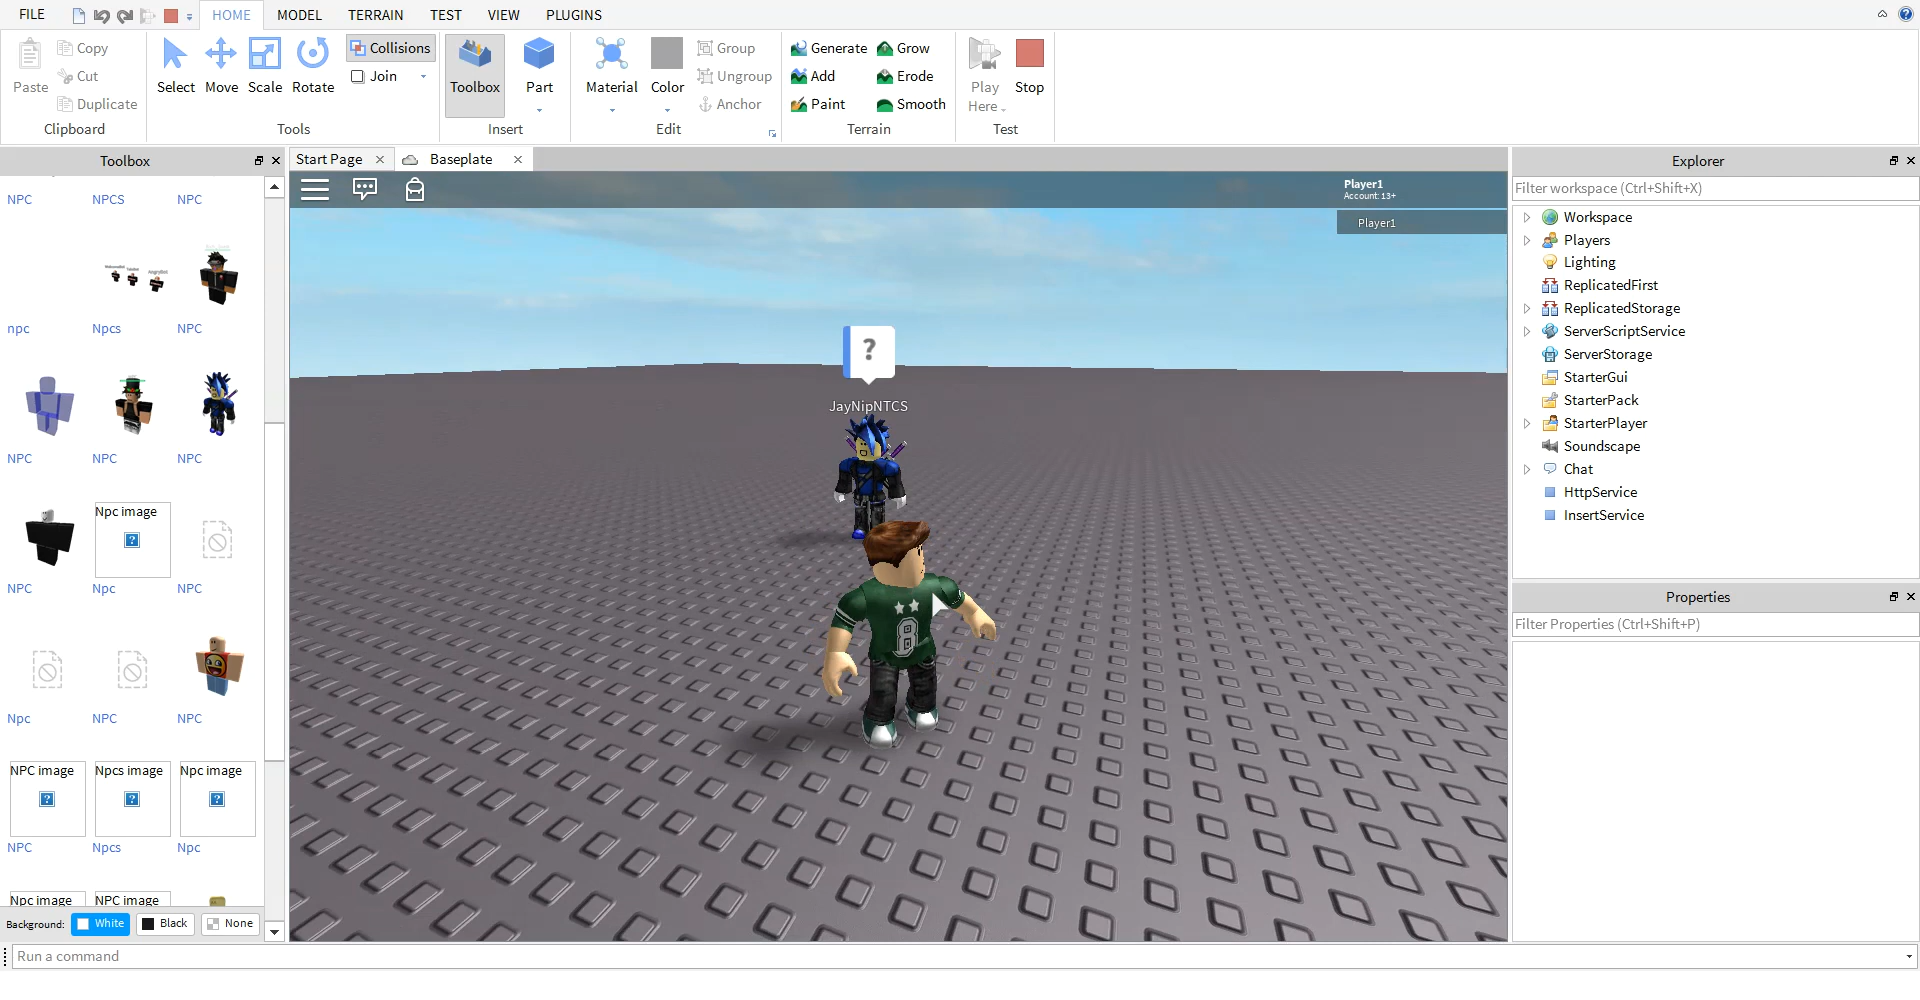 FILE
HOME
MODEL
TERRAIN
TEST
VIEW
PLUGINS
Paste
Copy
Cut
Duplicate
Clipboard
Select
Move
Scale
Rotate
Collisions
Join
Tools
Toolbox
Part
Insert
Material
Color
Group
Ungroup
Anchor
Edit
Generate
Add
Paint
Grow
Erode
Smooth
Terrain
Play
Here
Stop
Test
Toolbox
NPC
NPCS
NPC
npc
Npcs
NPC
NPC
NPC
NPC
Npc image
NPC
Npc
NPC
Npc
NPC
NPC
NPC image
Npcs image
Npc image
NPC
Npcs
Npc
Npc image
NPC image
Background:
White
Black
None
Start Page
Baseplate
Player1
Account: 13+
Player1
?
JayNipNTCS
8
Explorer
Filter workspace (Ctrl+Shift+X)
Workspace
Players
Lighting
ReplicatedFirst
ReplicatedStorage
ServerScriptService
ServerStorage
StarterGui
StarterPack
StarterPlayer
Soundscape
Chat
HttpService
InsertService
Properties
Filter Properties (Ctrl+Shift+P)
Run a command